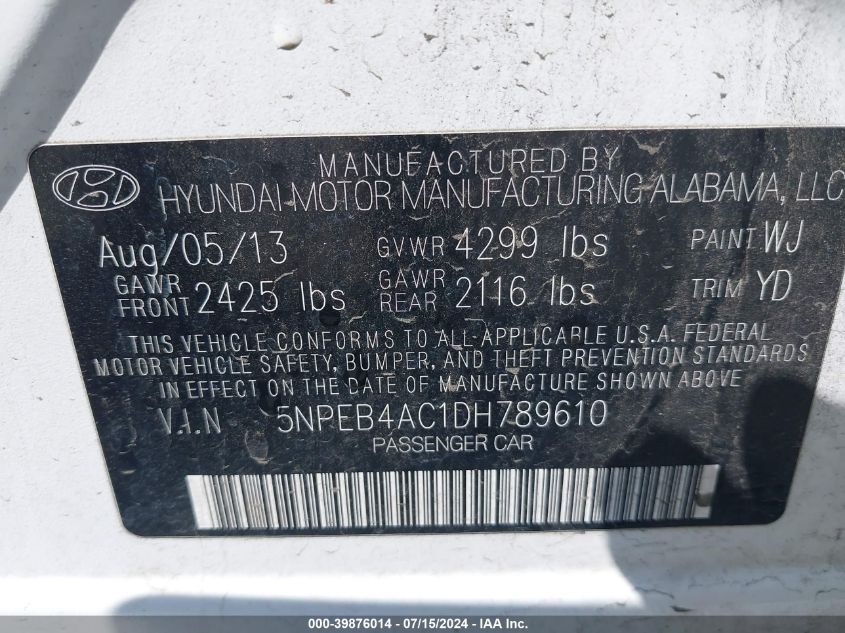 MANUFACTURED BY
HYUNDAI MOTOR MANUFACTURING ALABAMA, LLC
Aug/05/13 GVWR 4299 lbs PAINT WJ
GAWR FRONT 2425 lbs GAWR REAR 2116 lbs TRIM YD
THIS VEHICLE CONFORMS TO ALL APPLICABLE U.S.A. FEDERAL
MOTOR VEHICLE SAFETY, BUMPER, AND THEFT PREVENTION STANDARDS
IN EFFECT ON THE DATE OF MANUFACTURE SHOWN ABOVE.
V.I.N 5NPEB4AC1DH789610
PASSENGER CAR
000-39876014 - 07/15/2024 - IAA Inc.